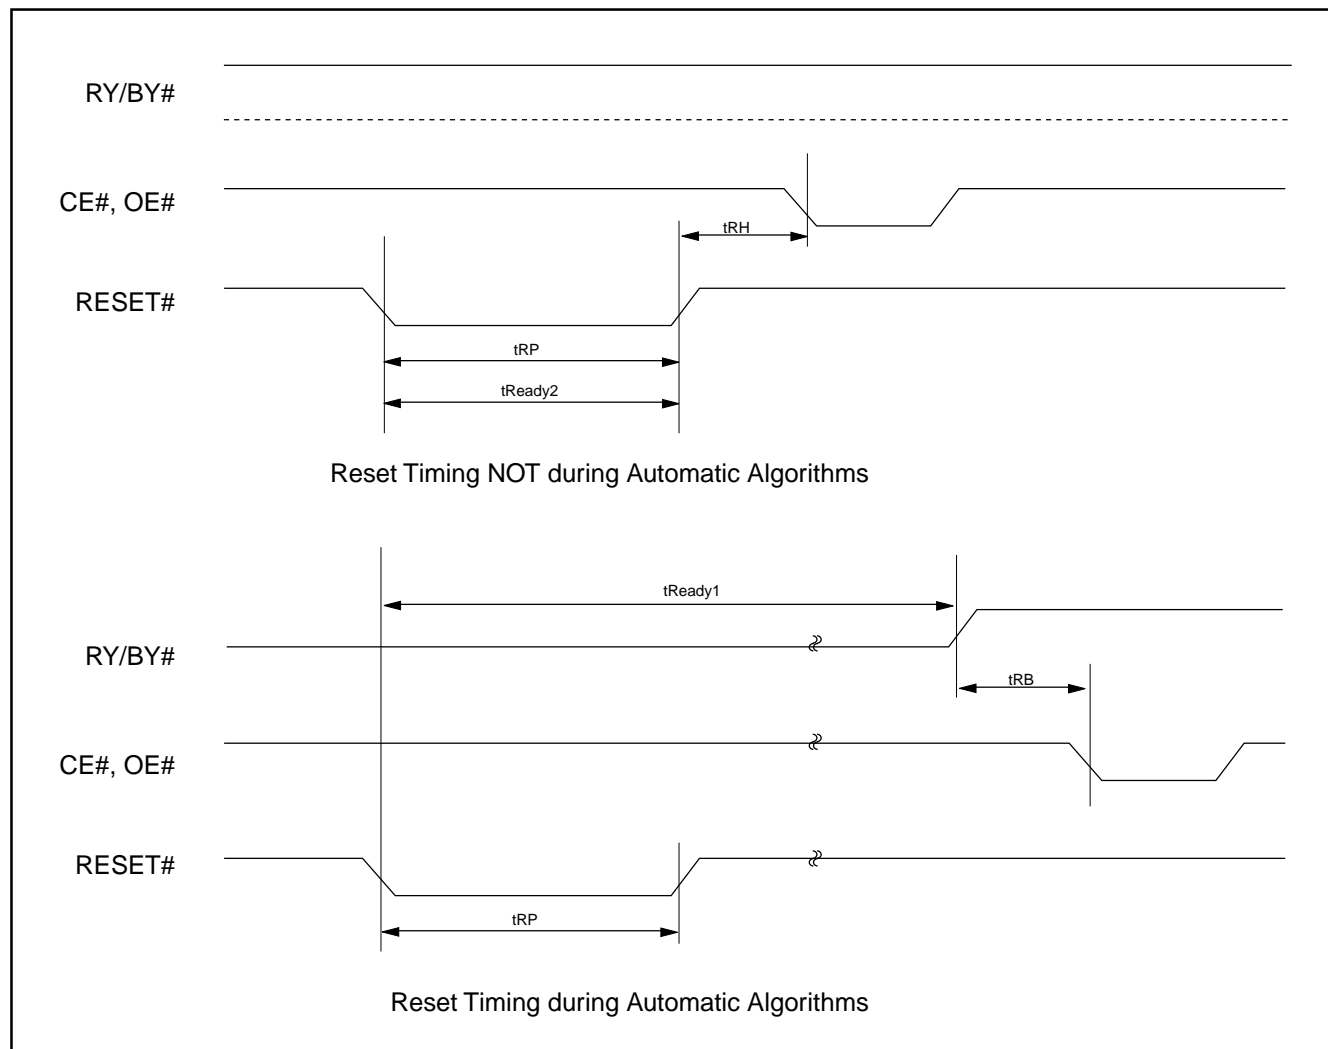 RY/BY#
CE#, OE#
tRH
RESET#
tRP
tReady2
Reset Timing NOT during Automatic Algorithms
tReady1
RY/BY#
tRB
CE#, OE#
RESET#
tRP
Reset Timing during Automatic Algorithms